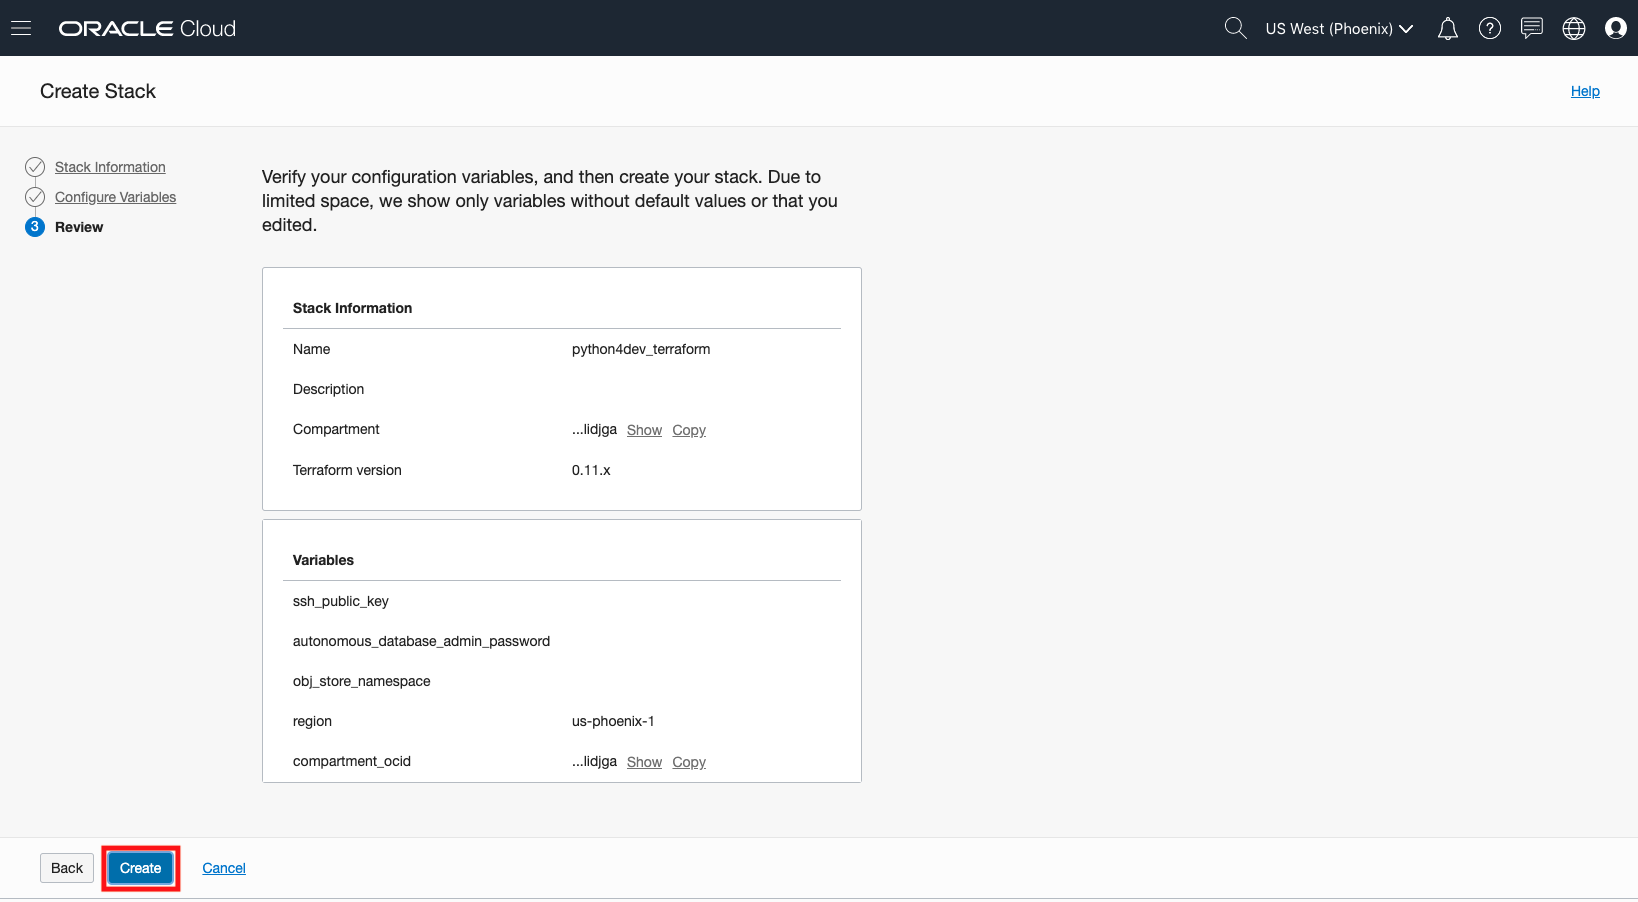 ORACLE Cloud
US West (Phoenix)
Create Stack
Help
Stack Information
Configure Variables
3 Review
Verify your configuration variables, and then create your stack. Due to
limited space, we show only variables without default values or that you
edited.
Stack Information
Name python4dev_terraform
Description
Compartment ...lidjga Show Copy
Terraform version 0.11.x
Variables
ssh_public_key
autonomous_database_admin_password
obj_store_namespace
region us-phoenix-1
compartment_ocid ...lidjga Show Copy
Back Create Cancel